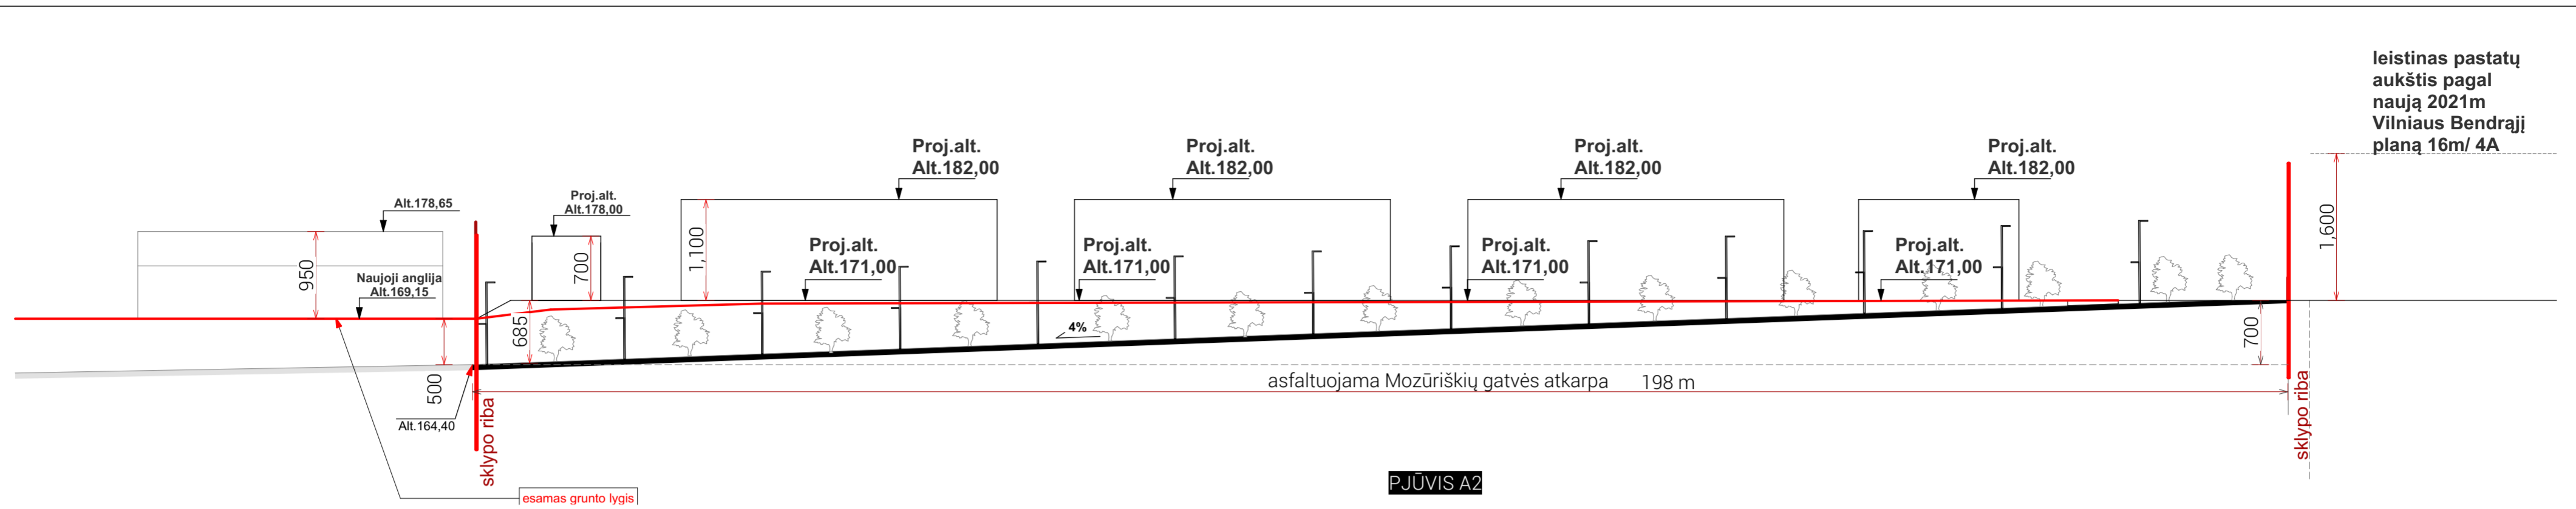 leistinas pastatų
aukštis pagal
naują 2021m
Vilniaus Bendrąjį
planą 16m/ 4A
Proj.alt.
Alt.182,00
Proj.alt.
Alt.182,00
Proj.alt.
Alt.182,00
Proj.alt.
Alt.182,00
Alt.178,65
Proj.alt.
Alt.178,00
950
700
1,100
1,600
Naujoji anglija
Alt.169,15
Proj.alt.
Alt.171,00
Proj.alt.
Alt.171,00
Proj.alt.
Alt.171,00
Proj.alt.
Alt.171,00
685
4%
700
500
asfaltuojama Mozūriškių gatvės atkarpa 198 m
Alt.164,40
sklypo riba
sklypo riba
esamas grunto lygis
PJŪVIS A2